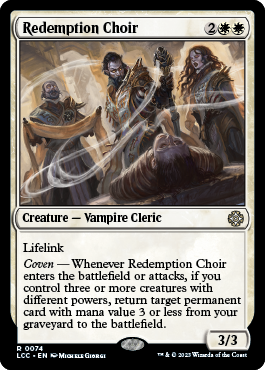 Redemption Choir 2
Creature — Vampire Cleric
Lifelink
Coven — Whenever Redemption Choir
enters the battlefield or attacks, if you
control three or more creatures with
different powers, return target permanent
card with mana value 3 or less from your
graveyard to the battlefield.
3/3
R 0074
LCC • EN Michele Giorgi
™ & © 2023 Wizards of the Coast